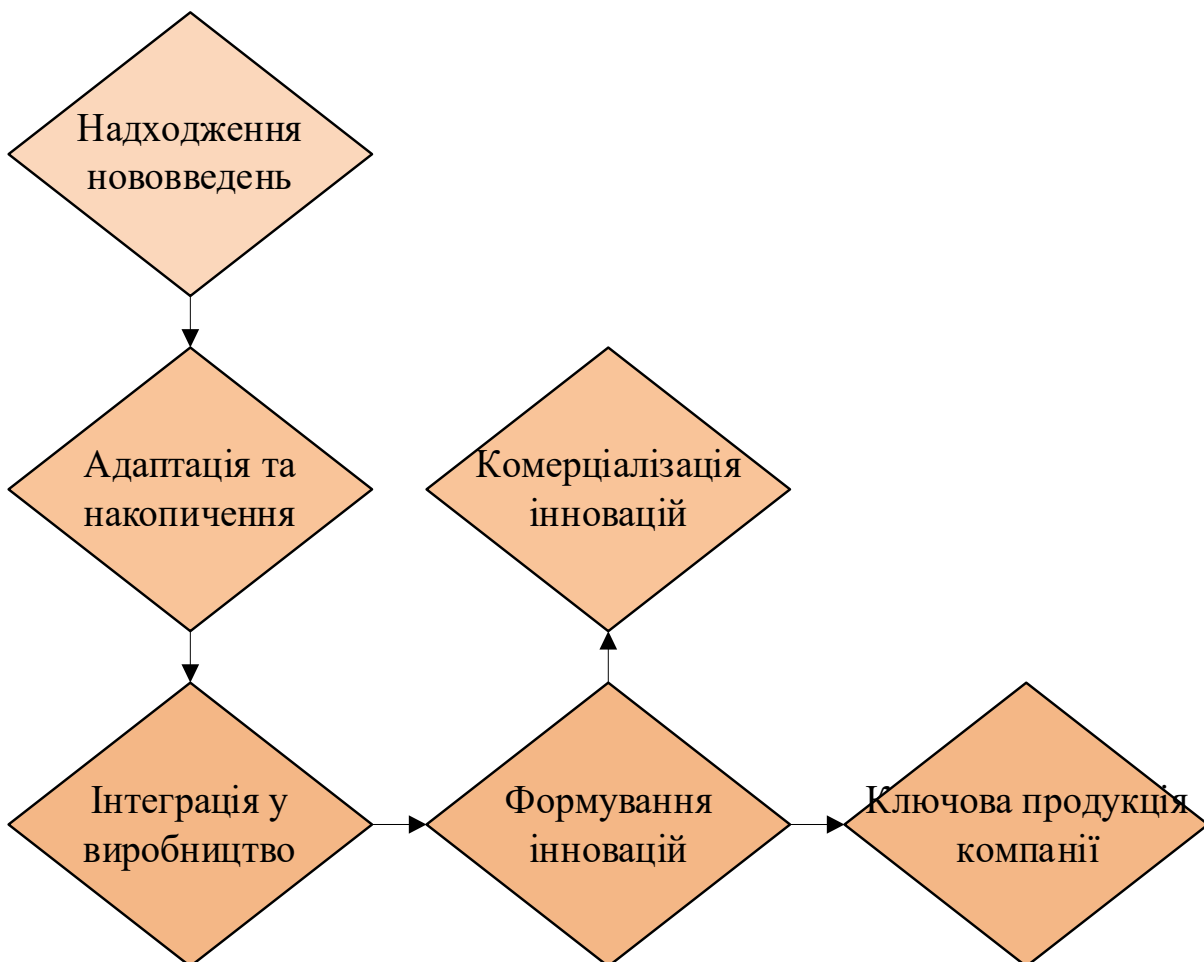 Надходження
нововведень
Адаптація та
накопичення
Комерціалізація
інновацій
Інтеграція у
виробництво
Формування
інновацій
Ключова продукція
компанії